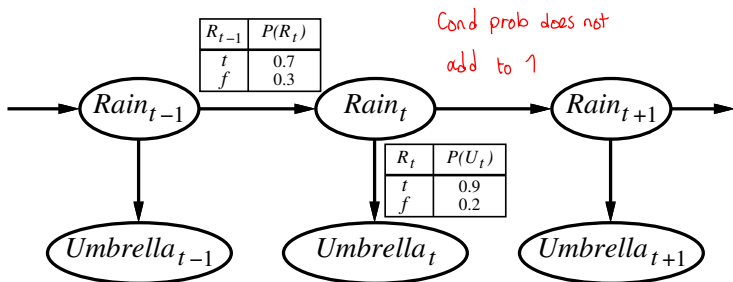 R_{t−1} P(R_t)
t 0.7
f 0.3
Cond prob does not
add to 1
Rain_{t−1}
Rain_t
Rain_{t+1}
R_t P(U_t)
t 0.9
f 0.2
Umbrella_{t−1}
Umbrella_t
Umbrella_{t+1}